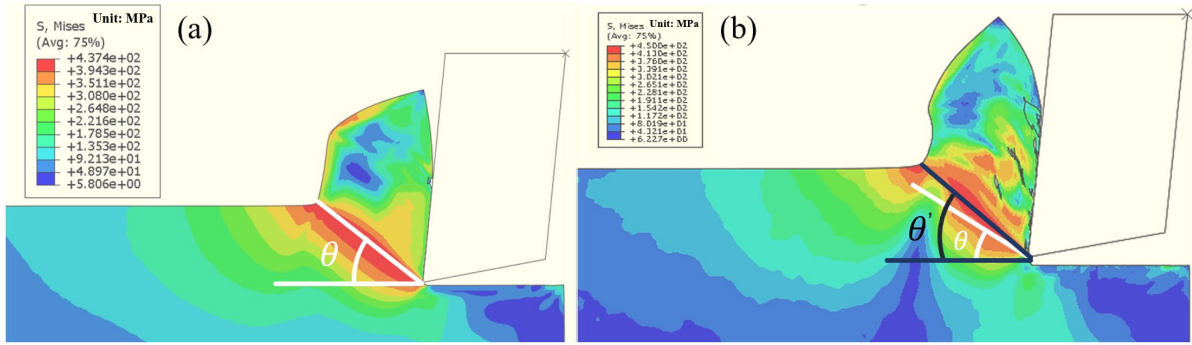 Unit: MPa
(a)
S, Mises
(Avg: 75%)
+4.374e+02
+3.943e+02
+3.511e+02
+3.080e+02
+2.648e+02
+2.216e+02
+1.785e+02
+1.353e+02
+9.213e+01
+4.897e+01
+5.806e+00
θ
Unit: MPa
(b)
S, Mises
(Avg: 75%)
+4.500e+02
+4.130e+02
+3.760e+02
+3.391e+02
+3.021e+02
+2.651e+02
+2.281e+02
+1.911e+02
+1.542e+02
+1.172e+02
+8.019e+01
+4.321e+01
+6.227e+00
θ'
θ